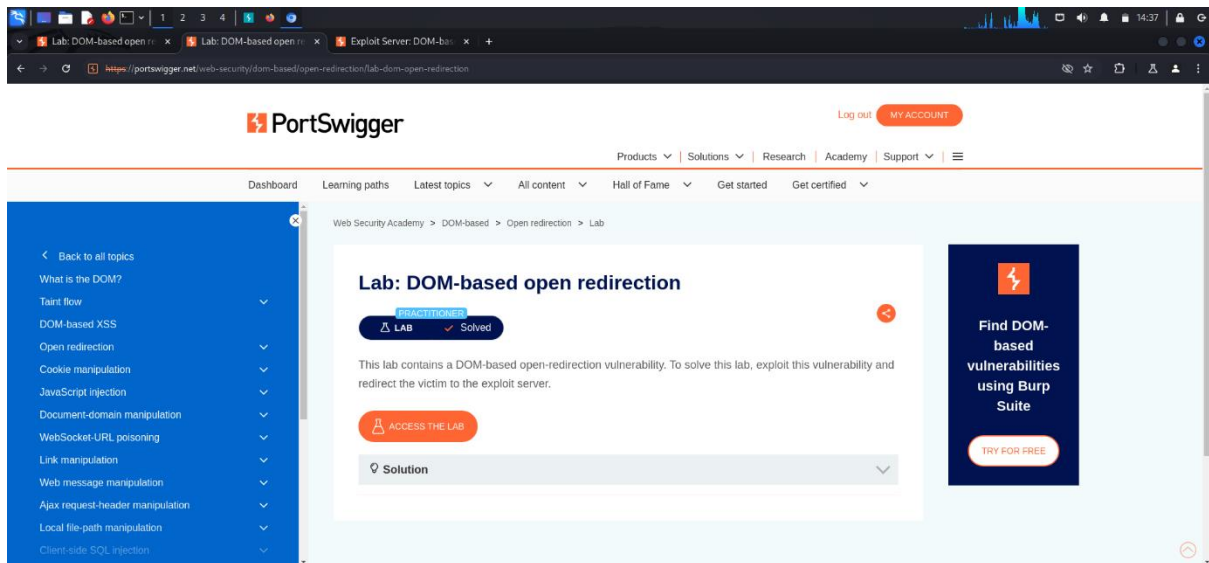 1 2 3 4
14:37
Lab: DOM-based open re
Lab: DOM-based open re
Exploit Server: DOM-bas
https://portswigger.net/web-security/dom-based/open-redirection/lab-dom-open-redirection
PortSwigger
Log out
MY ACCOUNT
Products
Solutions
Research
Academy
Support
Dashboard
Learning paths
Latest topics
All content
Hall of Fame
Get started
Get certified
Web Security Academy > DOM-based > Open redirection > Lab
Back to all topics
What is the DOM?
Taint flow
DOM-based XSS
Open redirection
Cookie manipulation
JavaScript injection
Document-domain manipulation
WebSocket-URL poisoning
Link manipulation
Web message manipulation
Ajax request-header manipulation
Local file-path manipulation
Client-side SQL injection
Lab: DOM-based open redirection
PRACTITIONER
LAB
Solved
This lab contains a DOM-based open-redirection vulnerability. To solve this lab, exploit this vulnerability and
redirect the victim to the exploit server.
ACCESS THE LAB
Solution
Find DOM-
based
vulnerabilities
using Burp
Suite
TRY FOR FREE